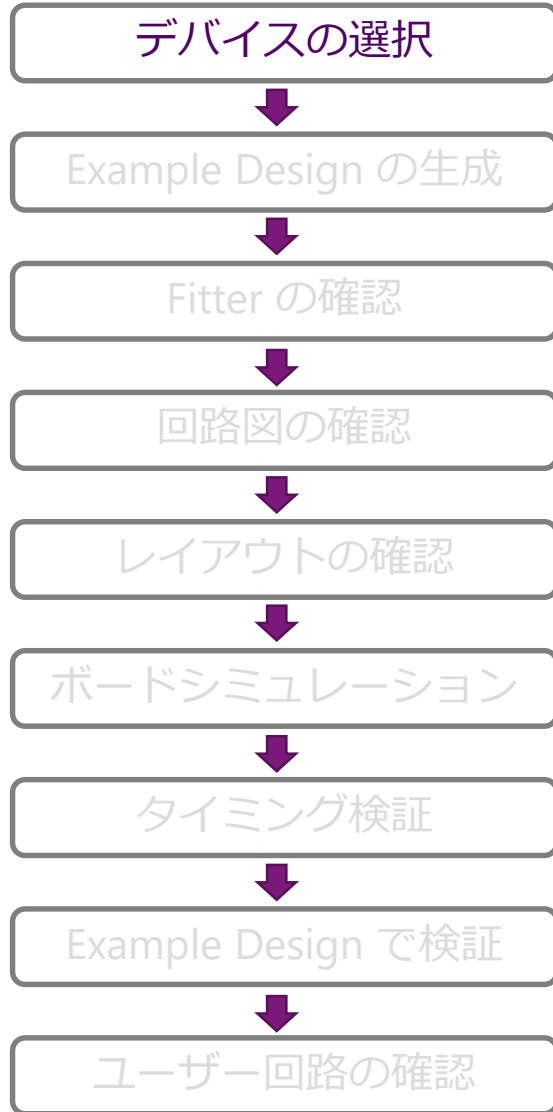 デバイスの選択
Example Design の生成
Fitter の確認
回路図の確認
レイアウトの確認
ボードシミュレーション
タイミング検証
Example Design で検証
ユーザー回路の確認